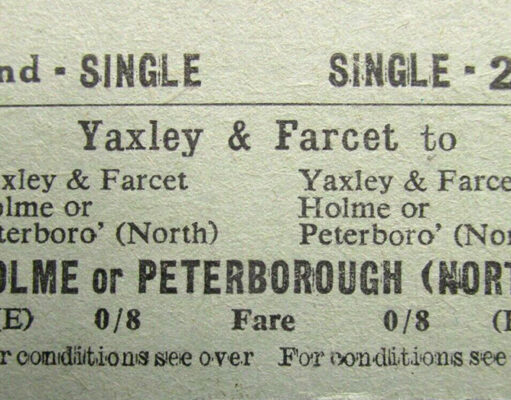 nd - SINGLE SINGLE - 2
Yaxley & Farcet to
axley & Farcet Yaxley & Farce
olme or Holme or
eterboro' (North) Peterboro' (Nor
OLME or PETERBOROUGH (NORT
(E) 0/8 Fare 0/8 (
r conditions see over For conditions see